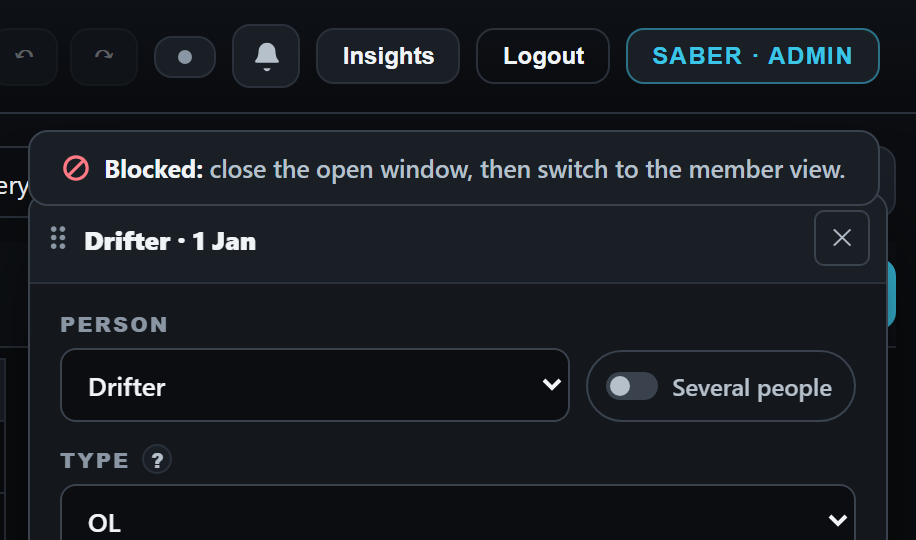 Insights
Logout
SABER · ADMIN
ery
Blocked: close the open window, then switch to the member view.
Drifter · 1 Jan
PERSON
Drifter
Several people
TYPE ?
OL